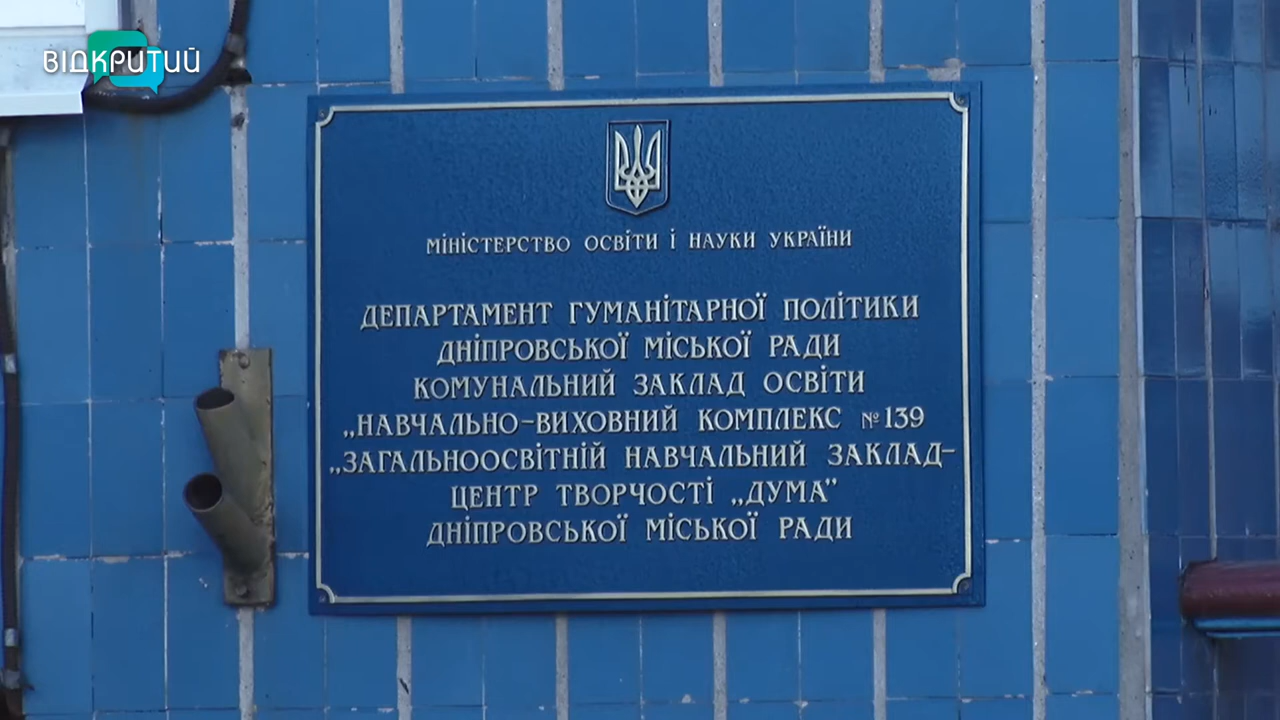 ВІДКРИТИЙ
МІНІСТЕРСТВО ОСВІТИ І НАУКИ УКРАЇНИ
ДЕПАРТАМЕНТ ГУМАНІТАРНОЇ ПОЛІТИКИ
ДНІПРОВСЬКОЇ МІСЬКОЇ РАДИ
КОМУНАЛЬНИЙ ЗАКЛАД ОСВІТИ
„НАВЧАЛЬНО-ВИХОВНИЙ КОМПЛЕКС №139
„ЗАГАЛЬНООСВІТНІЙ НАВЧАЛЬНИЙ ЗАКЛАД-
ЦЕНТР ТВОРЧОСТІ „ДУМА”
ДНІПРОВСЬКОЇ МІСЬКОЇ РАДИ